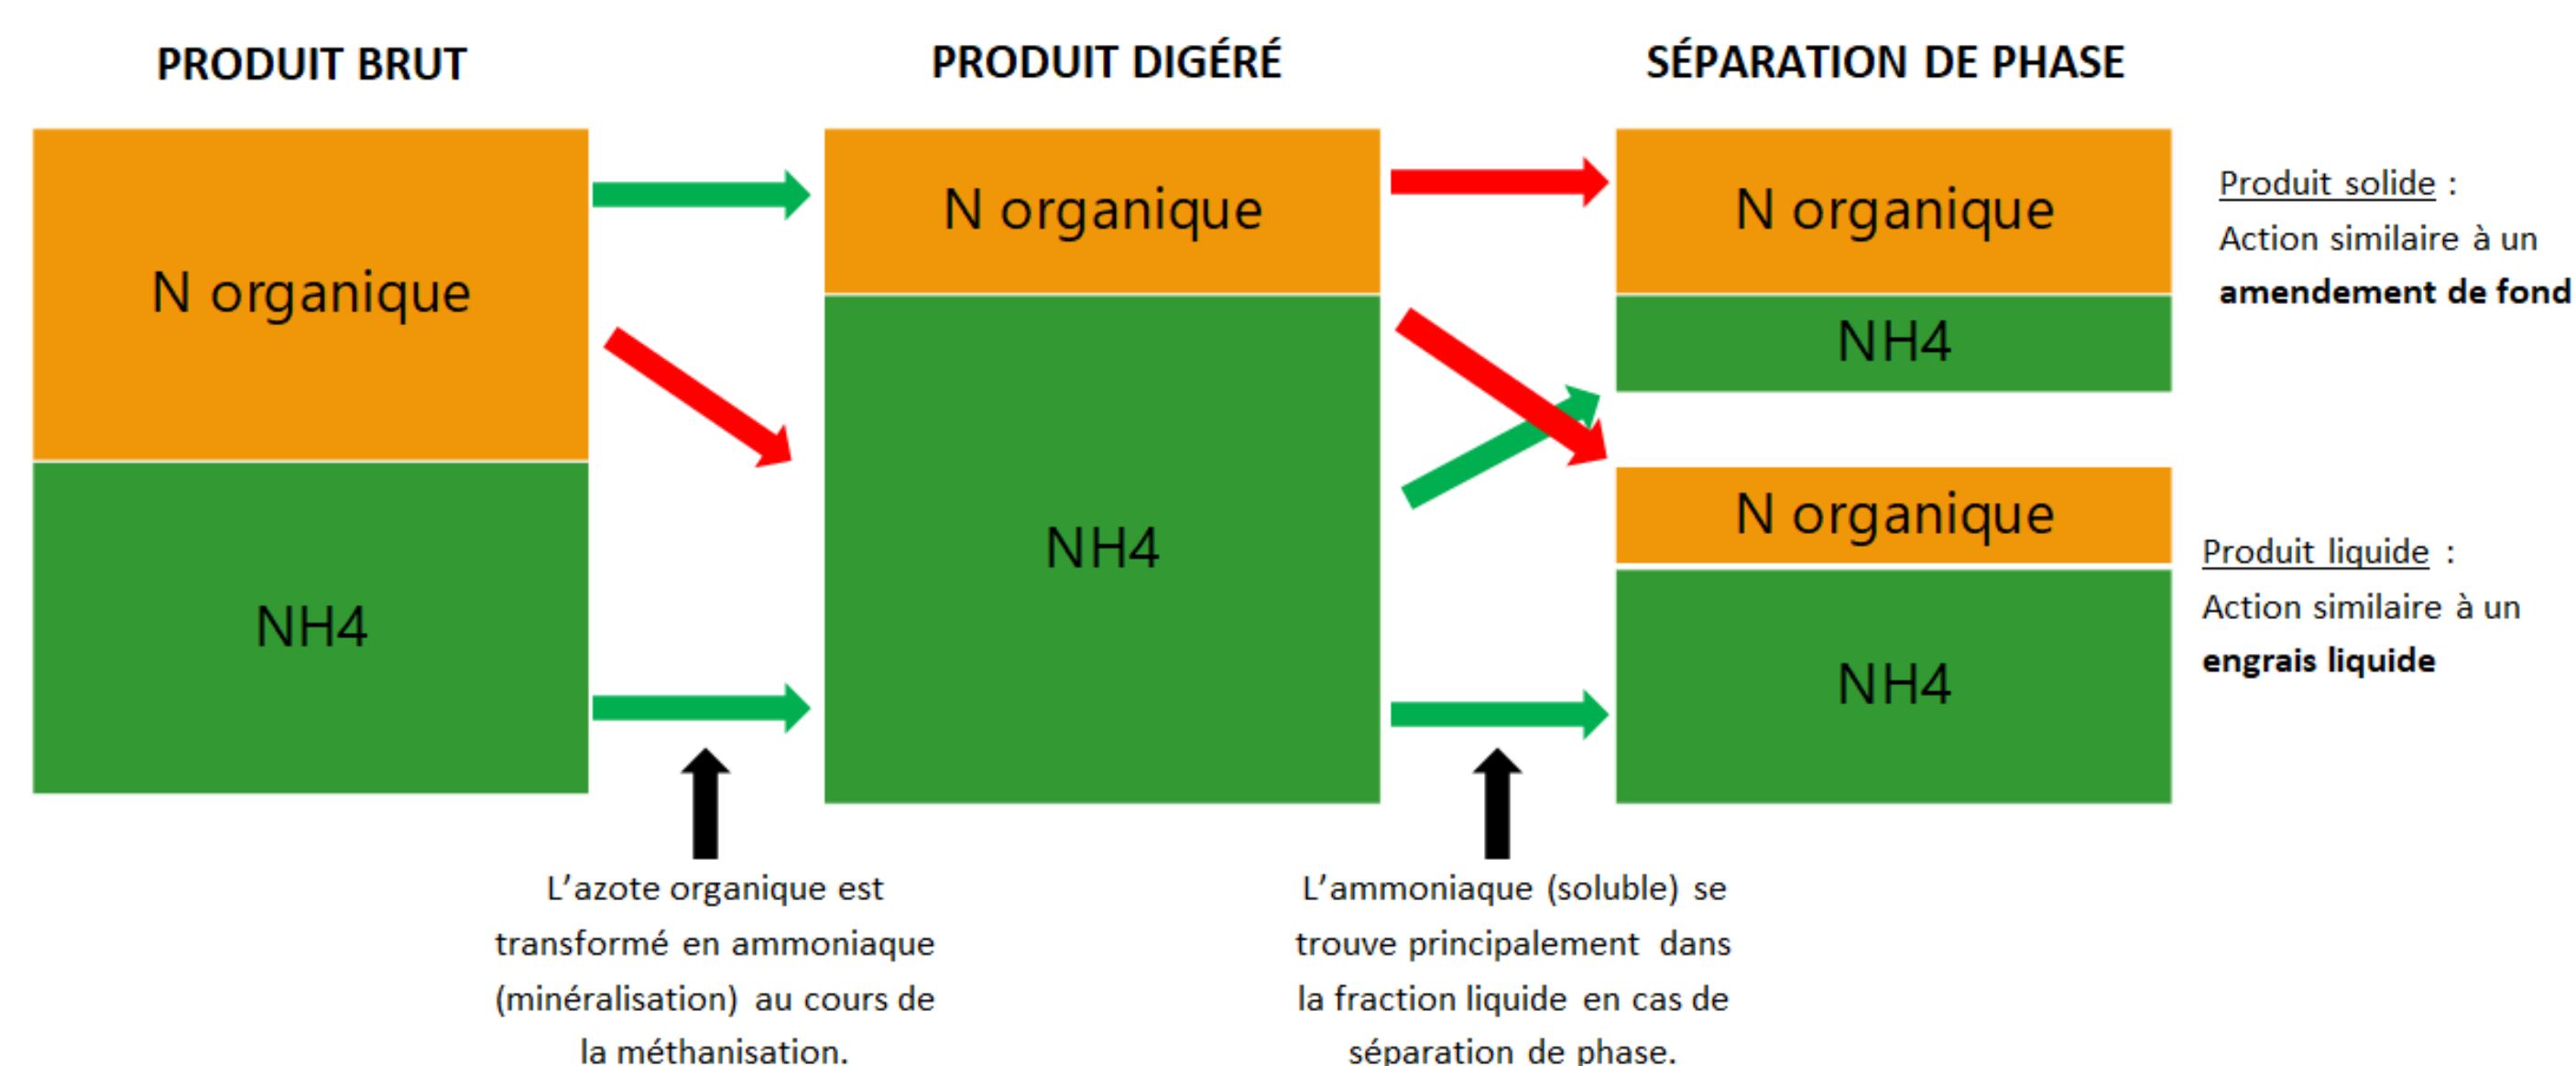 PRODUIT BRUT
PRODUIT DIGÉRÉ
SÉPARATION DE PHASE
N organique
NH4
N organique
NH4
N organique
NH4
N organique
NH4
Produit solide :
Action similaire à un
amendement de fond
Produit liquide :
Action similaire à un
engrais liquide
L'azote organique est
transformé en ammoniaque
(minéralisation) au cours de
la méthanisation.
L'ammoniaque (soluble) se
trouve principalement dans
la fraction liquide en cas de
séparation de phase.